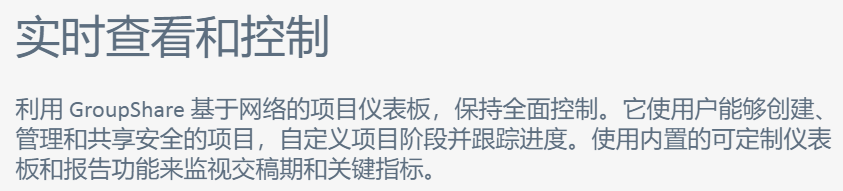 实时查看和控制
利用 GroupShare 基于网络的项目仪表板，保持全面控制。它使用户能够创建、
管理和共享安全的项目，自定义项目阶段并跟踪进度。使用内置的可定制仪表
板和报告功能来监视交稿期和关键指标。